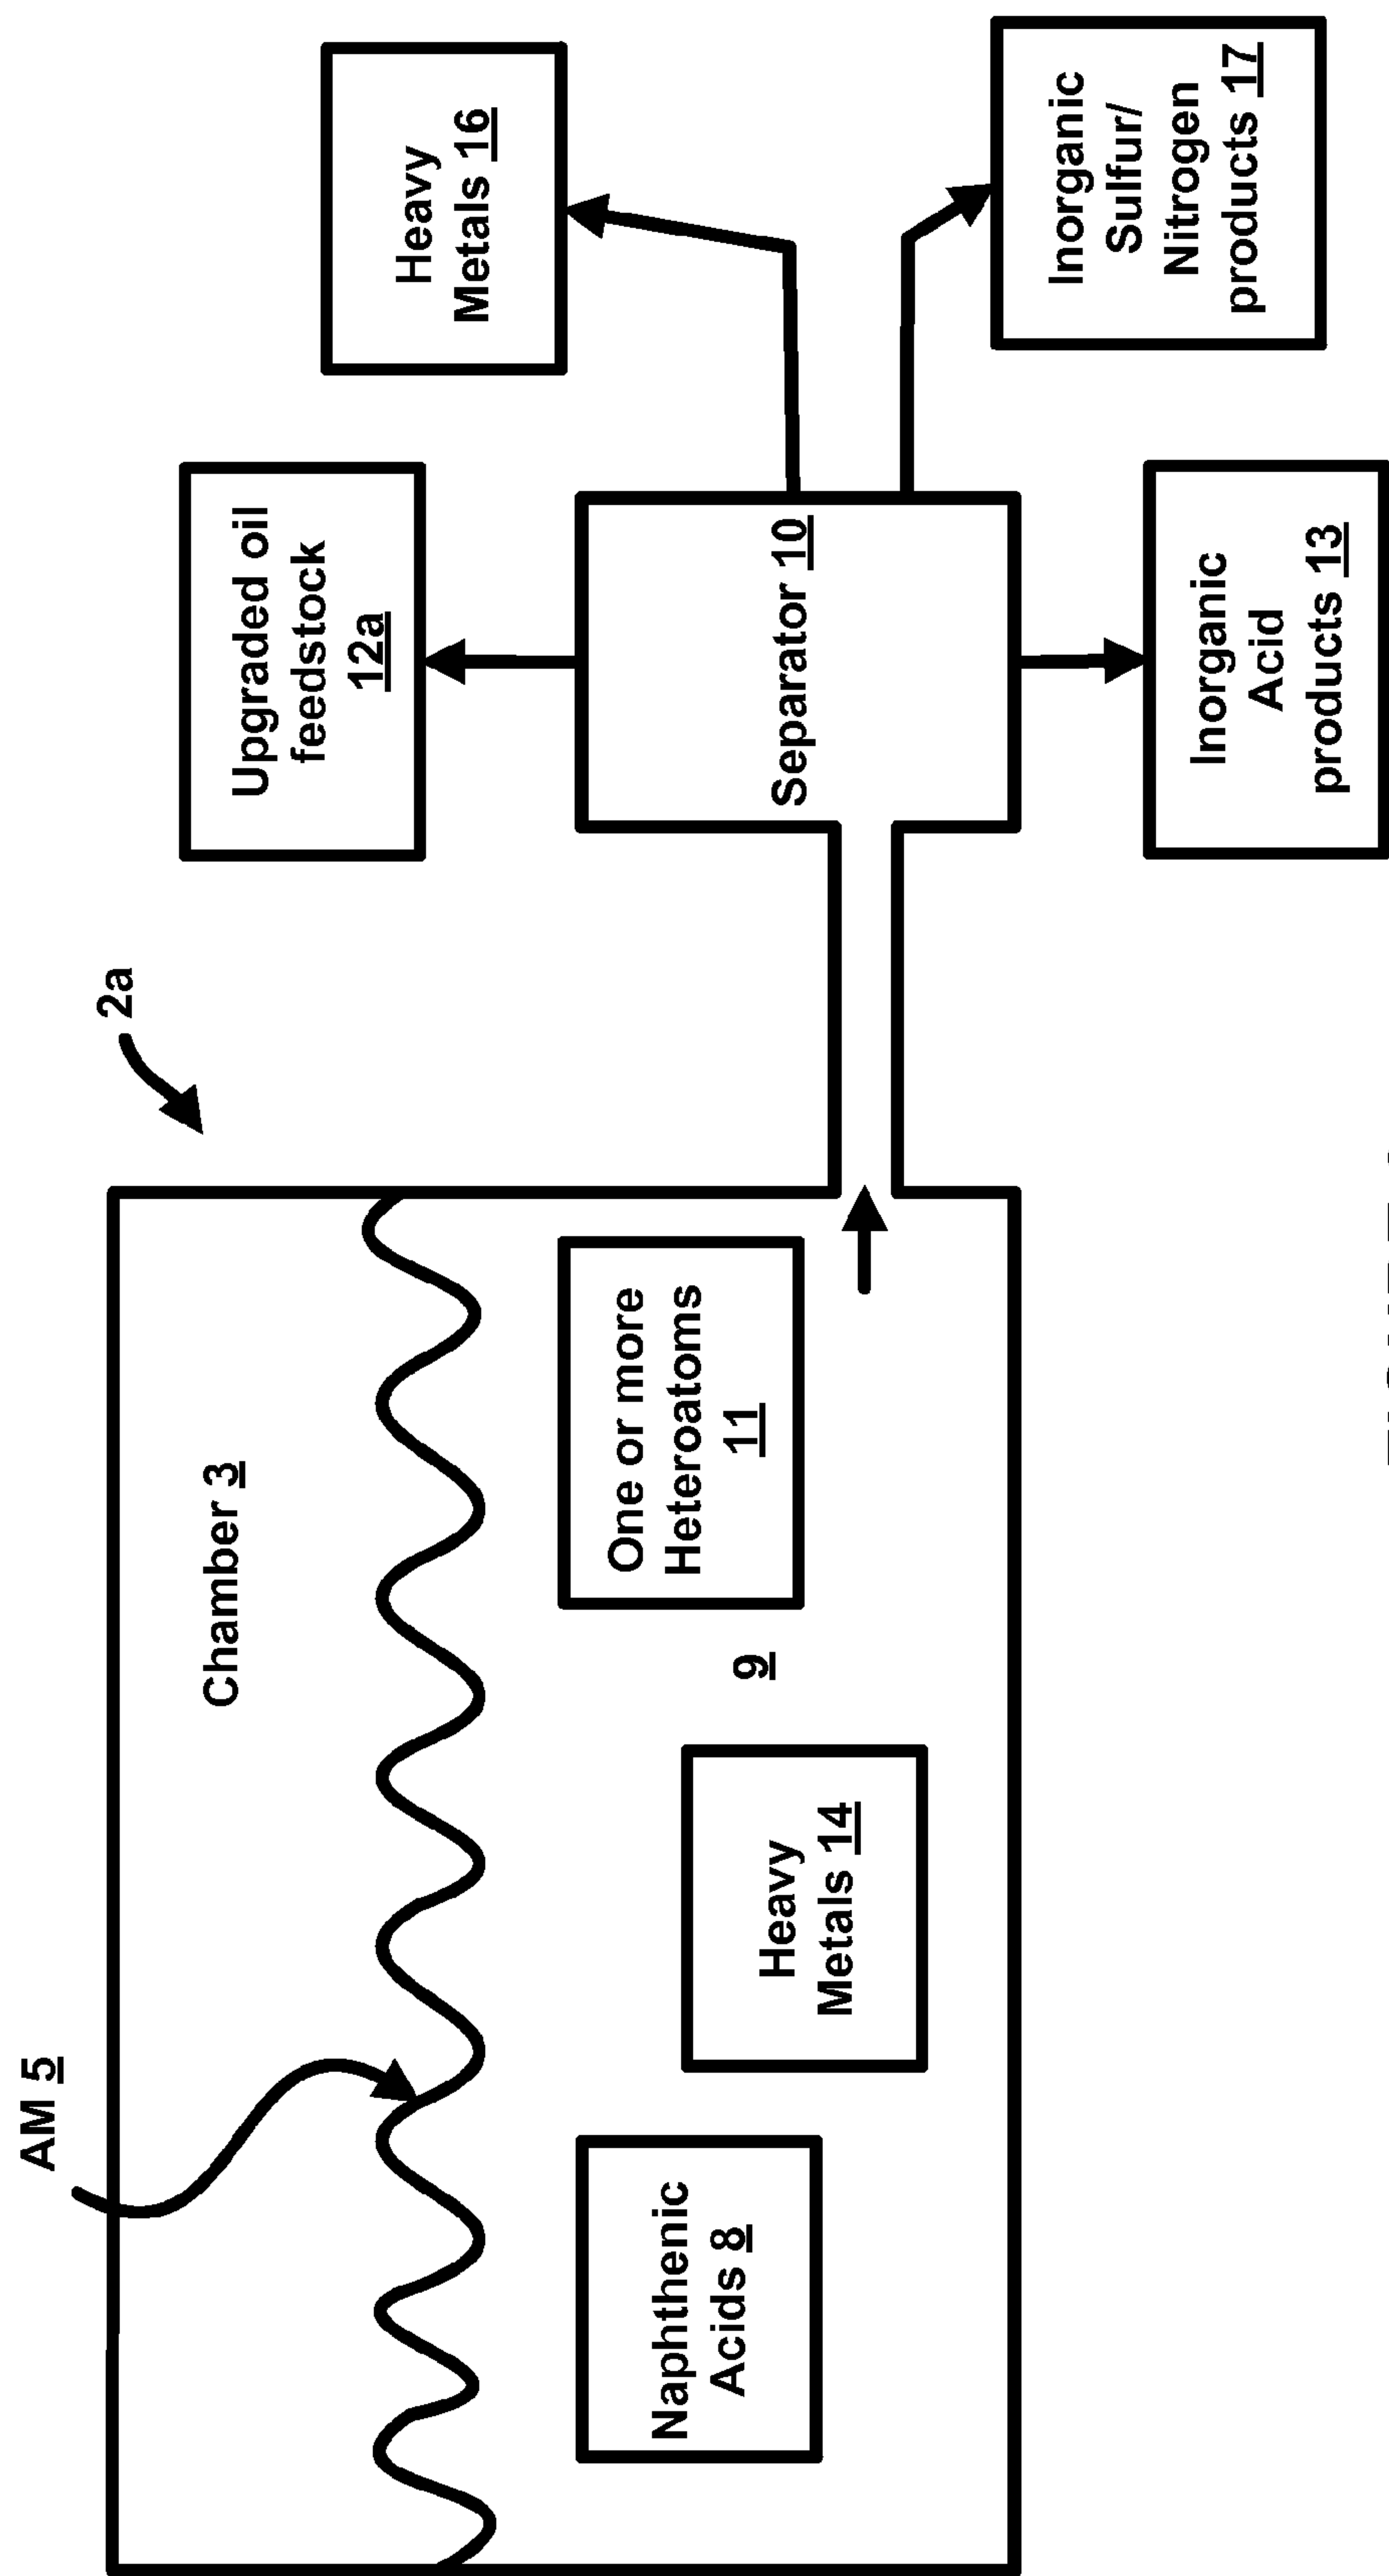 AM 5
2a
Chamber 3
Naphthenic
Acids 8
Heavy
Metals 14
9
One or more
Heteroatoms
11
Upgraded oil
feedstock
12a
Separator 10
Heavy
Metals 16
Inorganic
Acid
products 13
Inorganic
Sulfur/
Nitrogen
products 17